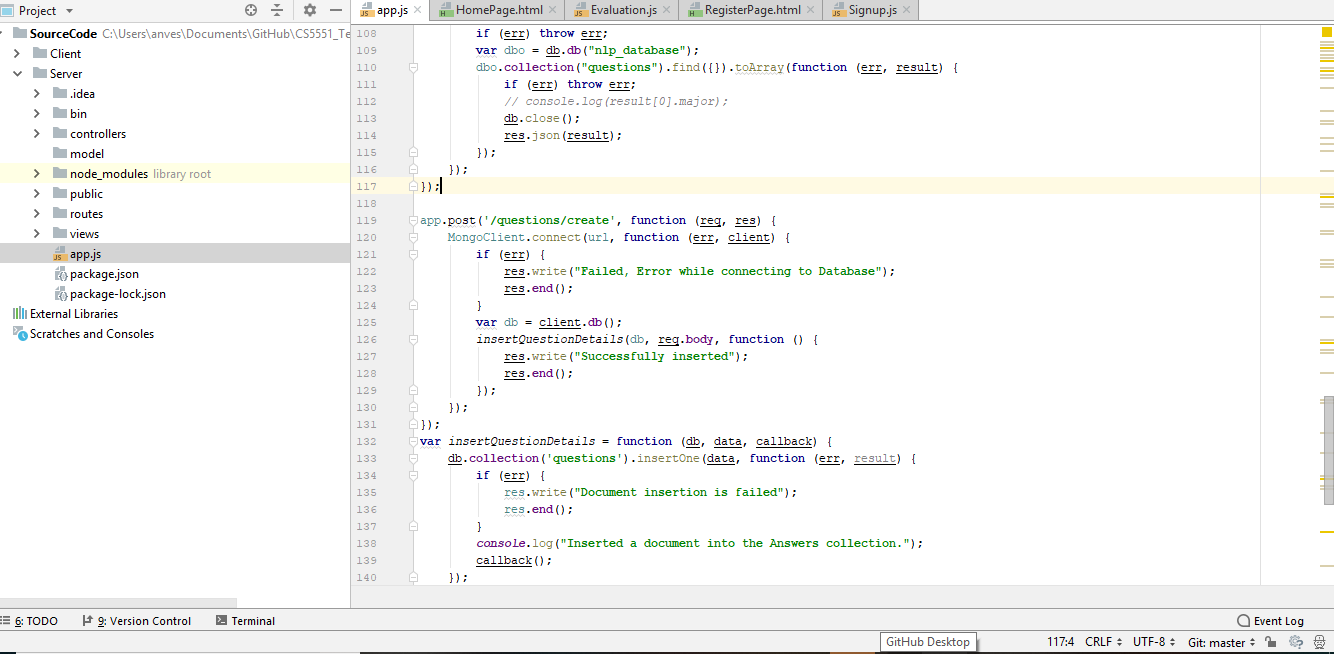 Project
app.js
HomePage.html
Evaluation.js
RegisterPage.html
Signup.js
SourceCode C:\Users\anves\Documents\GitHub\CS5551_Te
Client
Server
.idea
bin
controllers
model
node_modules library root
public
routes
views
app.js
package.json
package-lock.json
External Libraries
Scratches and Consoles
108 if (err) throw err;
109 var dbo = db.db("nlp_database");
110 dbo.collection("questions").find({}).toArray(function (err, result) {
111 if (err) throw err;
112 // console.log(result[0].major);
113 db.close();
114 res.json(result);
115 });
116 });
117 });
118
119 app.post('/questions/create', function (req, res) {
120 MongoClient.connect(url, function (err, client) {
121 if (err) {
122 res.write("Failed, Error while connecting to Database");
123 res.end();
124 }
125 var db = client.db();
126 insertQuestionDetails(db, req.body, function () {
127 res.write("Successfully inserted");
128 res.end();
129 });
130 });
131 });
132 var insertQuestionDetails = function (db, data, callback) {
133 db.collection('questions').insertOne(data, function (err, result) {
134 if (err) {
135 res.write("Document insertion is failed");
136 res.end();
137 }
138 console.log("Inserted a document into the Answers collection.");
139 callback();
140 });
6: TODO
9: Version Control
Terminal
Event Log
GitHub Desktop
117:4 CRLF UTF-8 Git: master